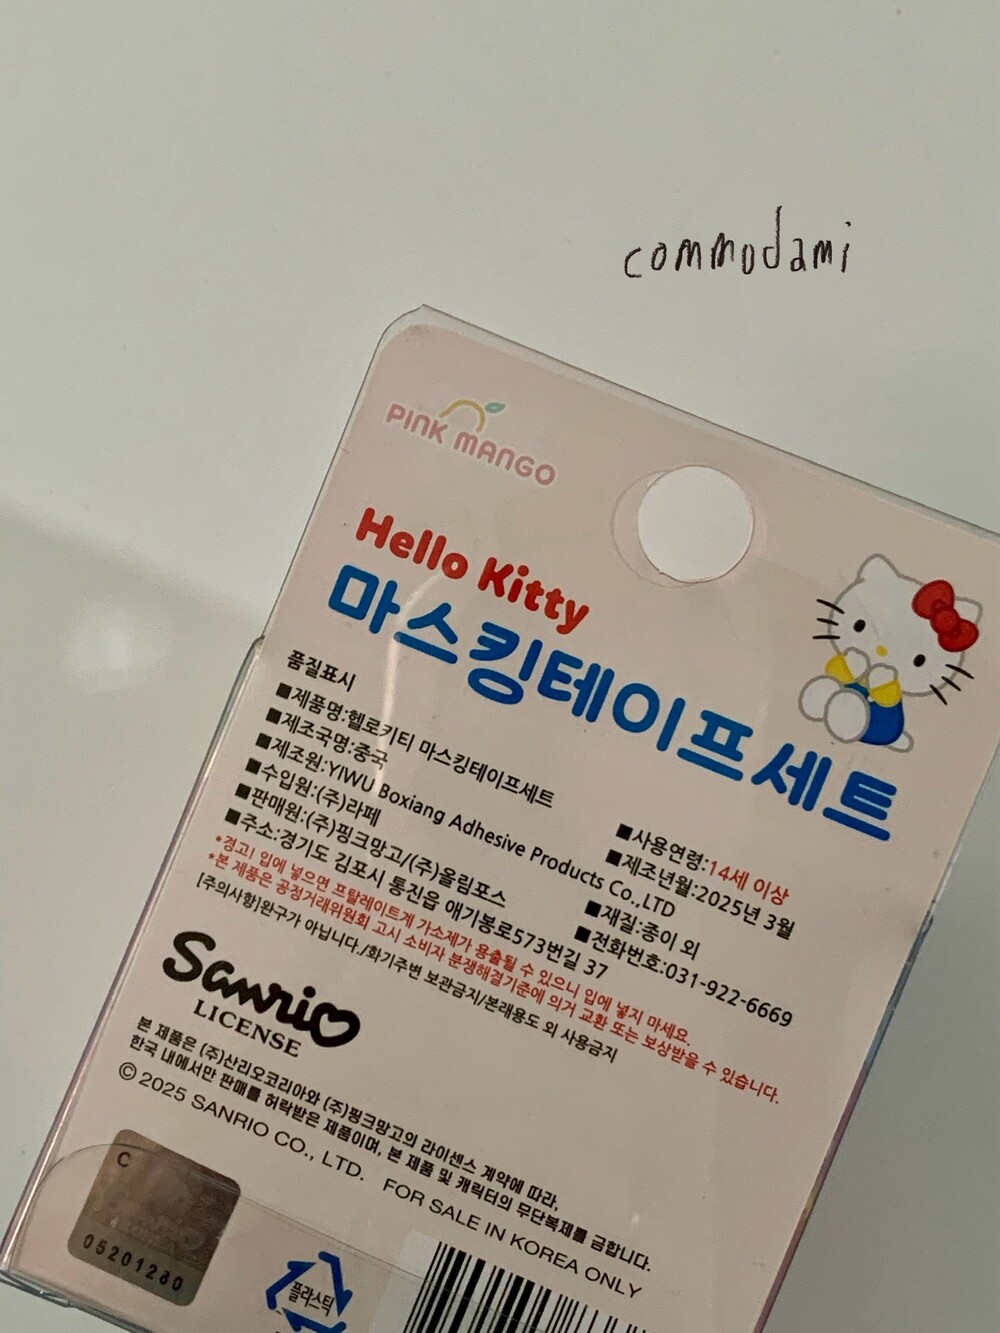 commodami
PINK MANGO
Hello Kitty
마스킹테이프세트
품질표시
■제품명:헬로키티 마스킹테이프세트
■제조국명:중국
■제조원:YIWU Boxiang Adhesive Products Co.,LTD
■수입원:(주)라페
■판매원:(주)핑크망고/(주)올림포스
■주소:경기도 김포시 통진읍 애기봉로573번길 37
■사용연령:14세 이상
■제조년월:2025년 3월
■재질:종이 외
■전화번호:031-922-6669
*경고! 입에 넣으면 프탈레이트계 가소제가 용출될 수 있으니 입에 넣지 마세요.
*본 제품은 공정거래위원회 고시 소비자 분쟁해결기준에 의거 교환 또는 보상받을 수 있습니다.
[주의사항]완구가 아닙니다./화기주변 보관금지/본래용도 외 사용금지
Sanrio
LICENSE
본 제품은 (주)산리오코리아와 (주)핑크망고의 라이센스 계약에 따라,
한국 내에서만 판매를 허락받은 제품이며, 본 제품 및 캐릭터의 무단복제를 금합니다.
© 2025 SANRIO CO., LTD. FOR SALE IN KOREA ONLY
C
05201280
플라스틱